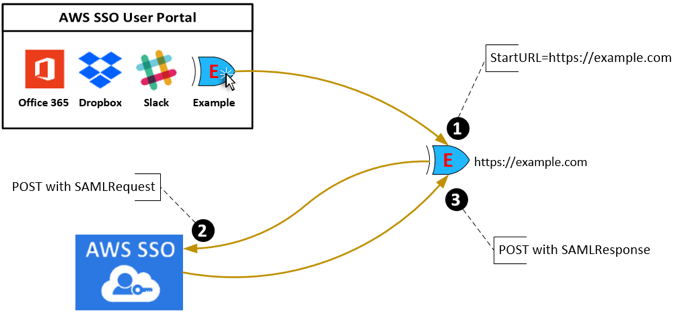 AWS SSO User Portal
E
Office 365
Dropbox
Slack
Example
StartURL=https://example.com
1
E
https://example.com
POST with SAMLRequest
3
2
POST with SAMLResponse
AWS SSO